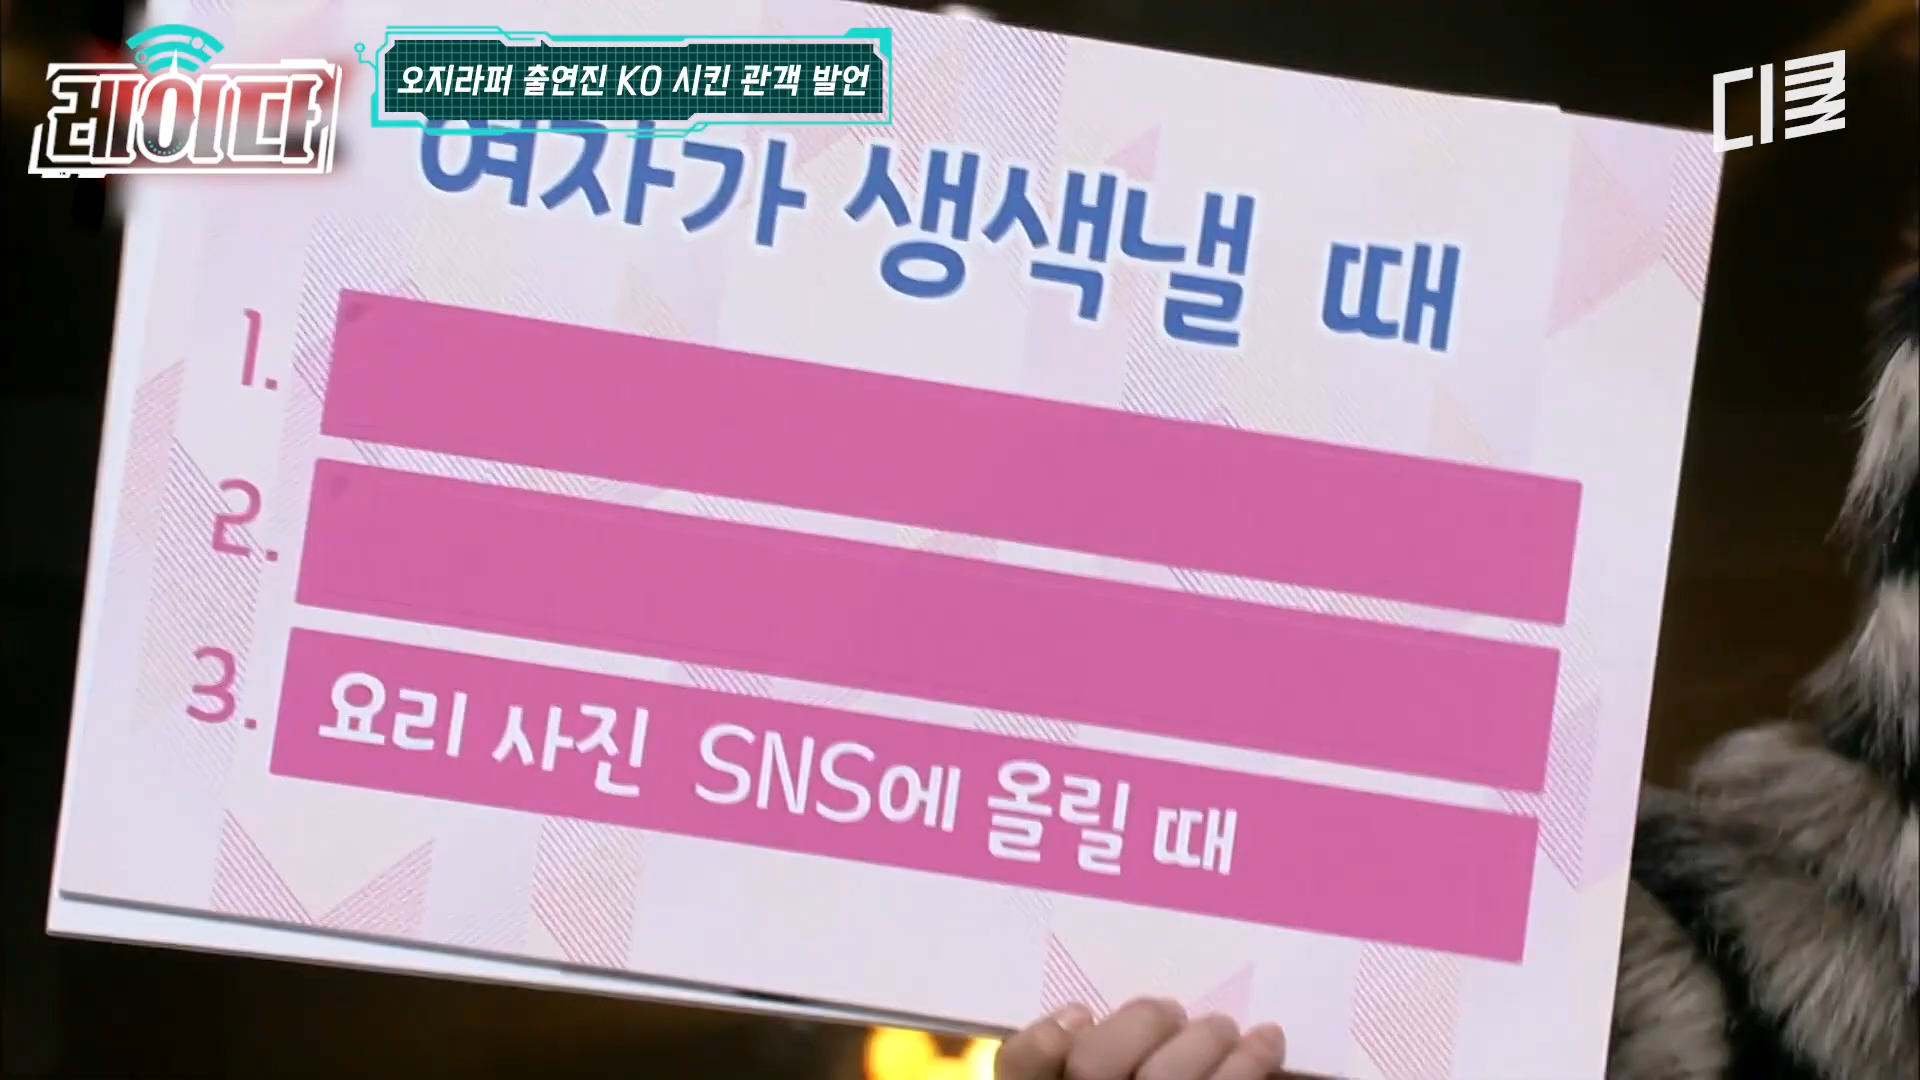 레이다
오지라퍼 출연진 KO 시킨 관객 발언
디글
여자가 생색낼 때
1.
2.
3. 요리 사진 SNS에 올릴 때